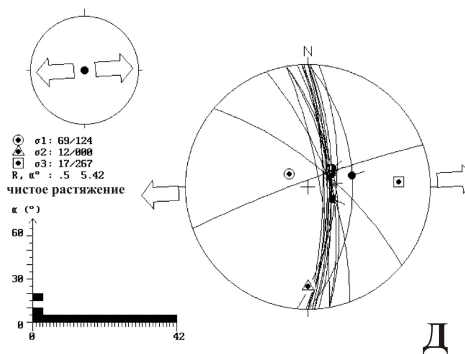 N
σ1: 69/124
σ2: 12/000
σ3: 17/267
R, α° : .5 5.42
чистое растяжение
α (°)
60
30
0
0
42
Д